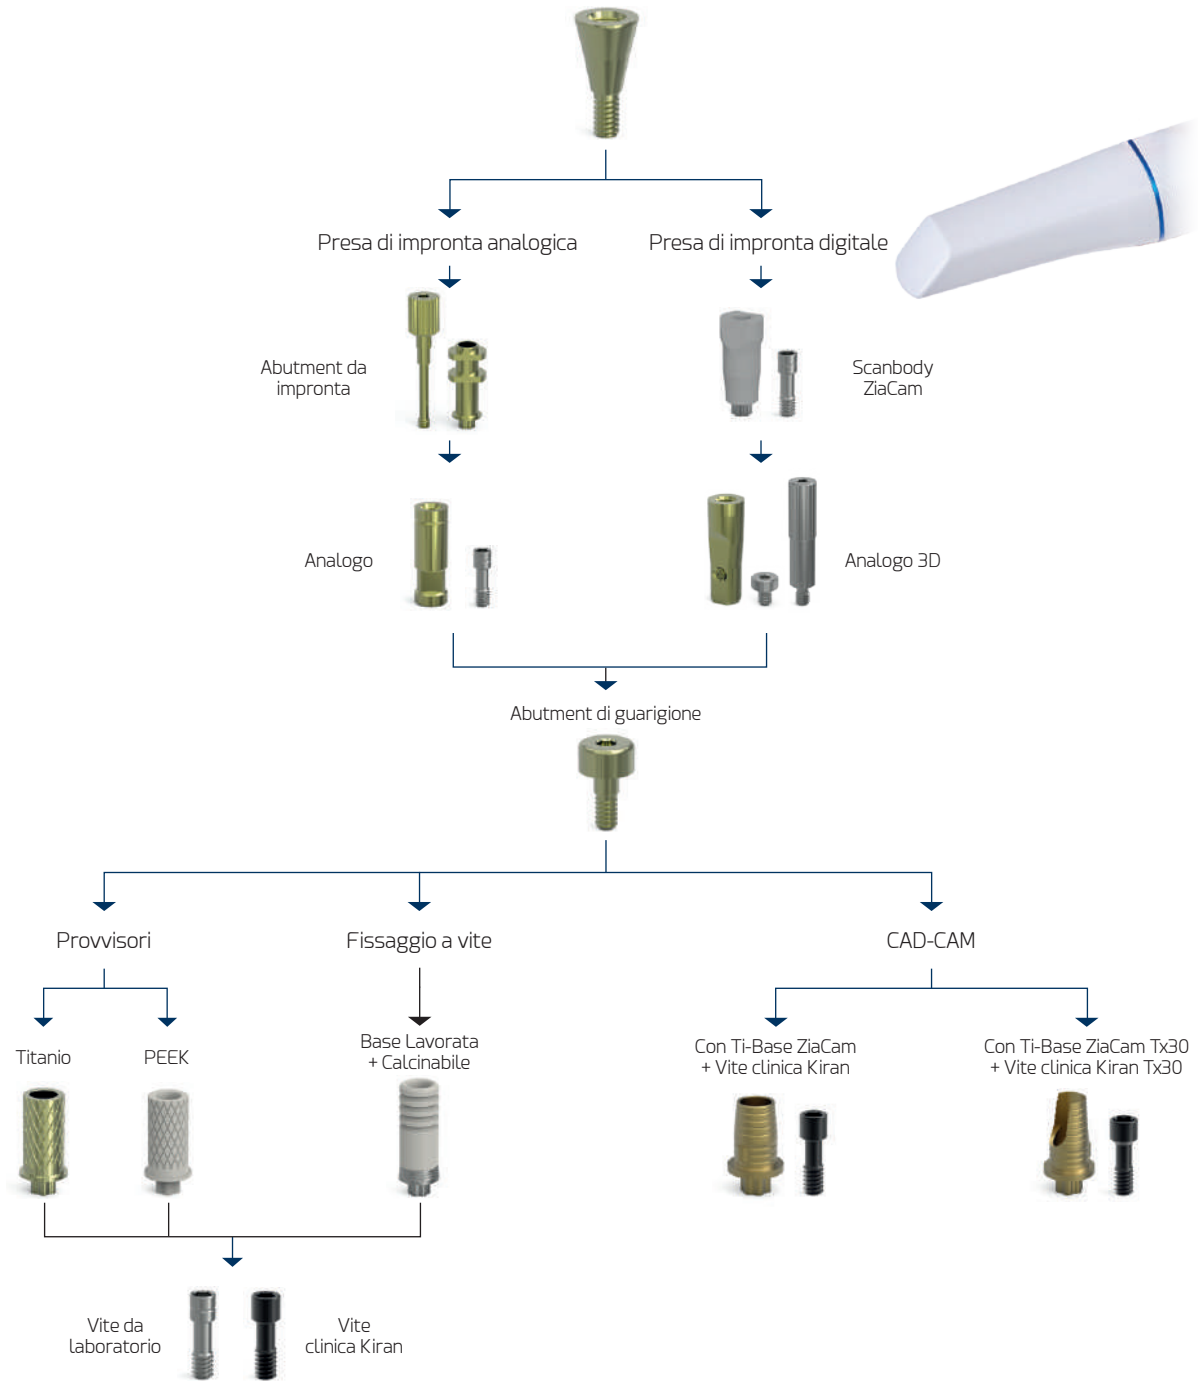 Presa di impronta analogica
Presa di impronta digitale
Abutment da
impronta
Scanbody
ZiaCam
Analogo
Analogo 3D
Abutment di guarigione
Provvisori
Fissaggio a vite
CAD-CAM
Titanio
PEEK
Base Lavorata
+ Calcinabile
Con Ti-Base ZiaCam
+ Vite clinica Kiran
Con Ti-Base ZiaCam Tx30
+ Vite clinica Kiran Tx30
Vite da
laboratorio
Vite
clinica Kiran